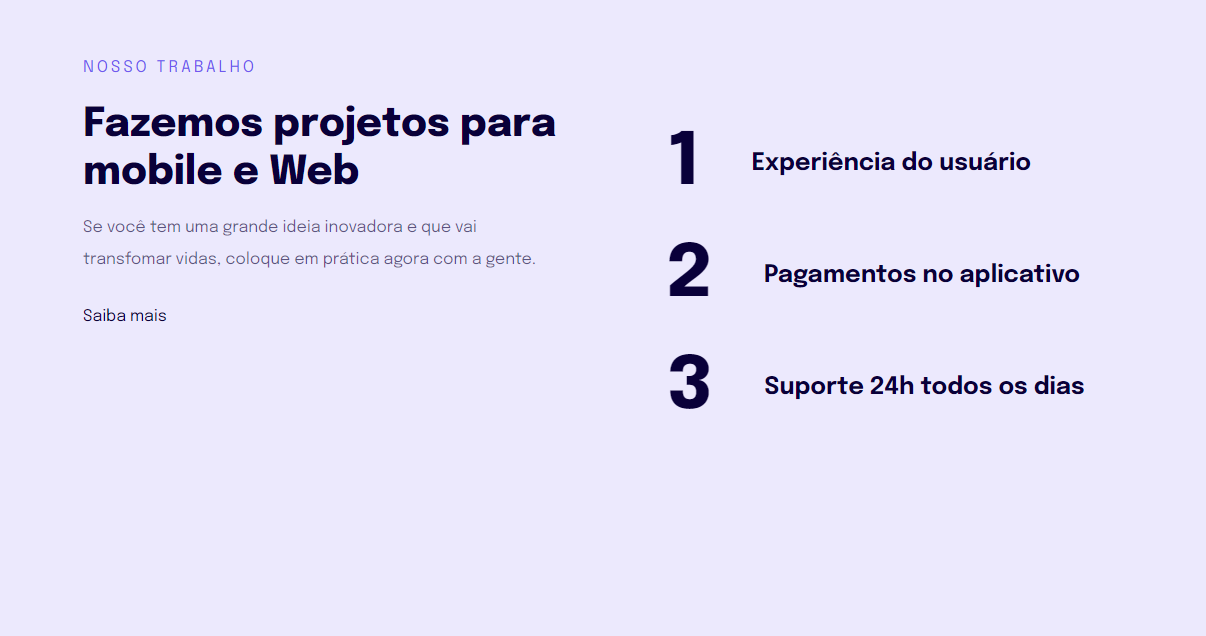 NOSSO TRABALHO
Fazemos projetos para
mobile e Web
Se você tem uma grande ideia inovadora e que vai
transfomar vidas, coloque em prática agora com a gente.
Saiba mais
1 Experiência do usuário
2 Pagamentos no aplicativo
3 Suporte 24h todos os dias